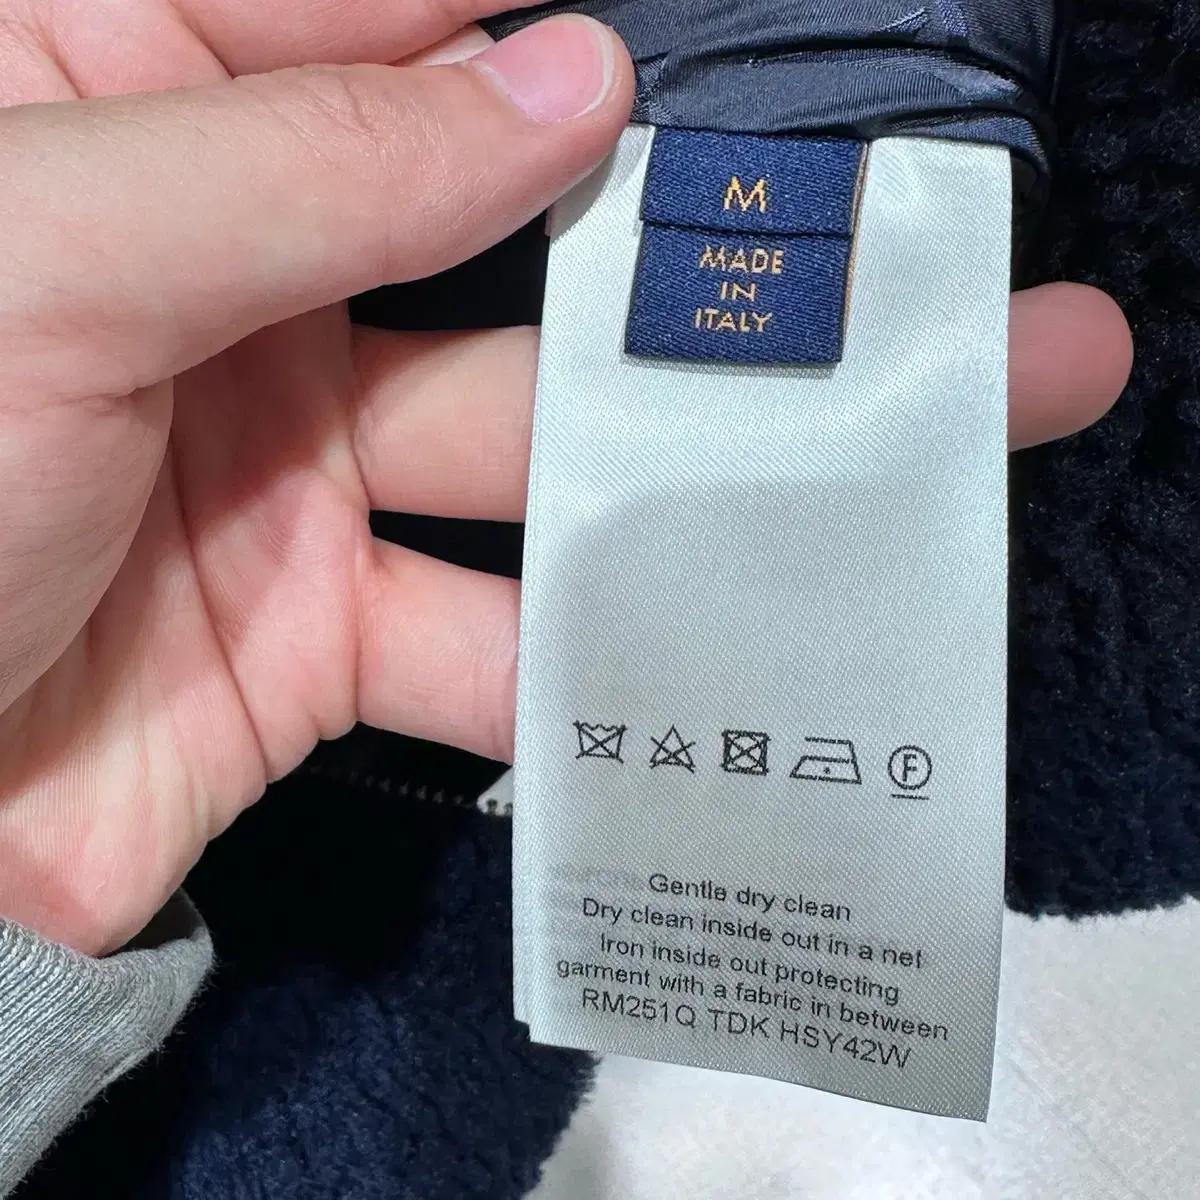 M
MADE
IN
ITALY
F
Gentle dry clean
Dry clean inside out in a net
Iron inside out protecting
garment with a fabric in between
RM251Q TDK HSY42W